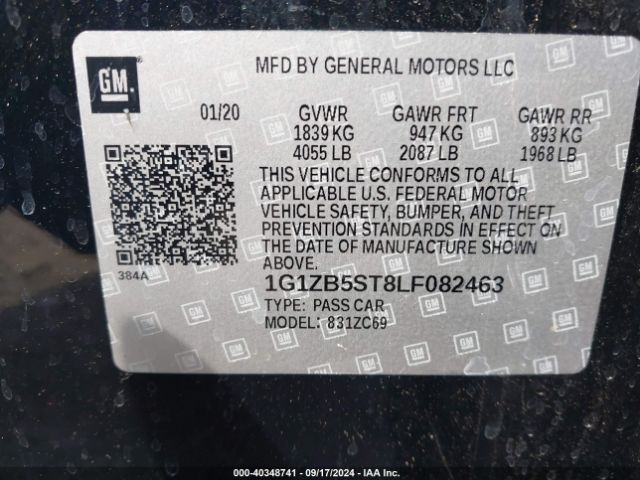 GM
MFD BY GENERAL MOTORS LLC
01/20 GVWR GAWR FRT GAWR RR
1839 KG 947 KG 893 KG
4055 LB 2087 LB 1968 LB
THIS VEHICLE CONFORMS TO ALL
APPLICABLE U.S. FEDERAL MOTOR
VEHICLE SAFETY, BUMPER, AND THEFT
PREVENTION STANDARDS IN EFFECT ON
THE DATE OF MANUFACTURE SHOWN
ABOVE.
384A
1G1ZB5ST8LF082463
TYPE: PASS CAR
MODEL: 831ZC69
000-40348741 - 09/17/2024 - IAA Inc.